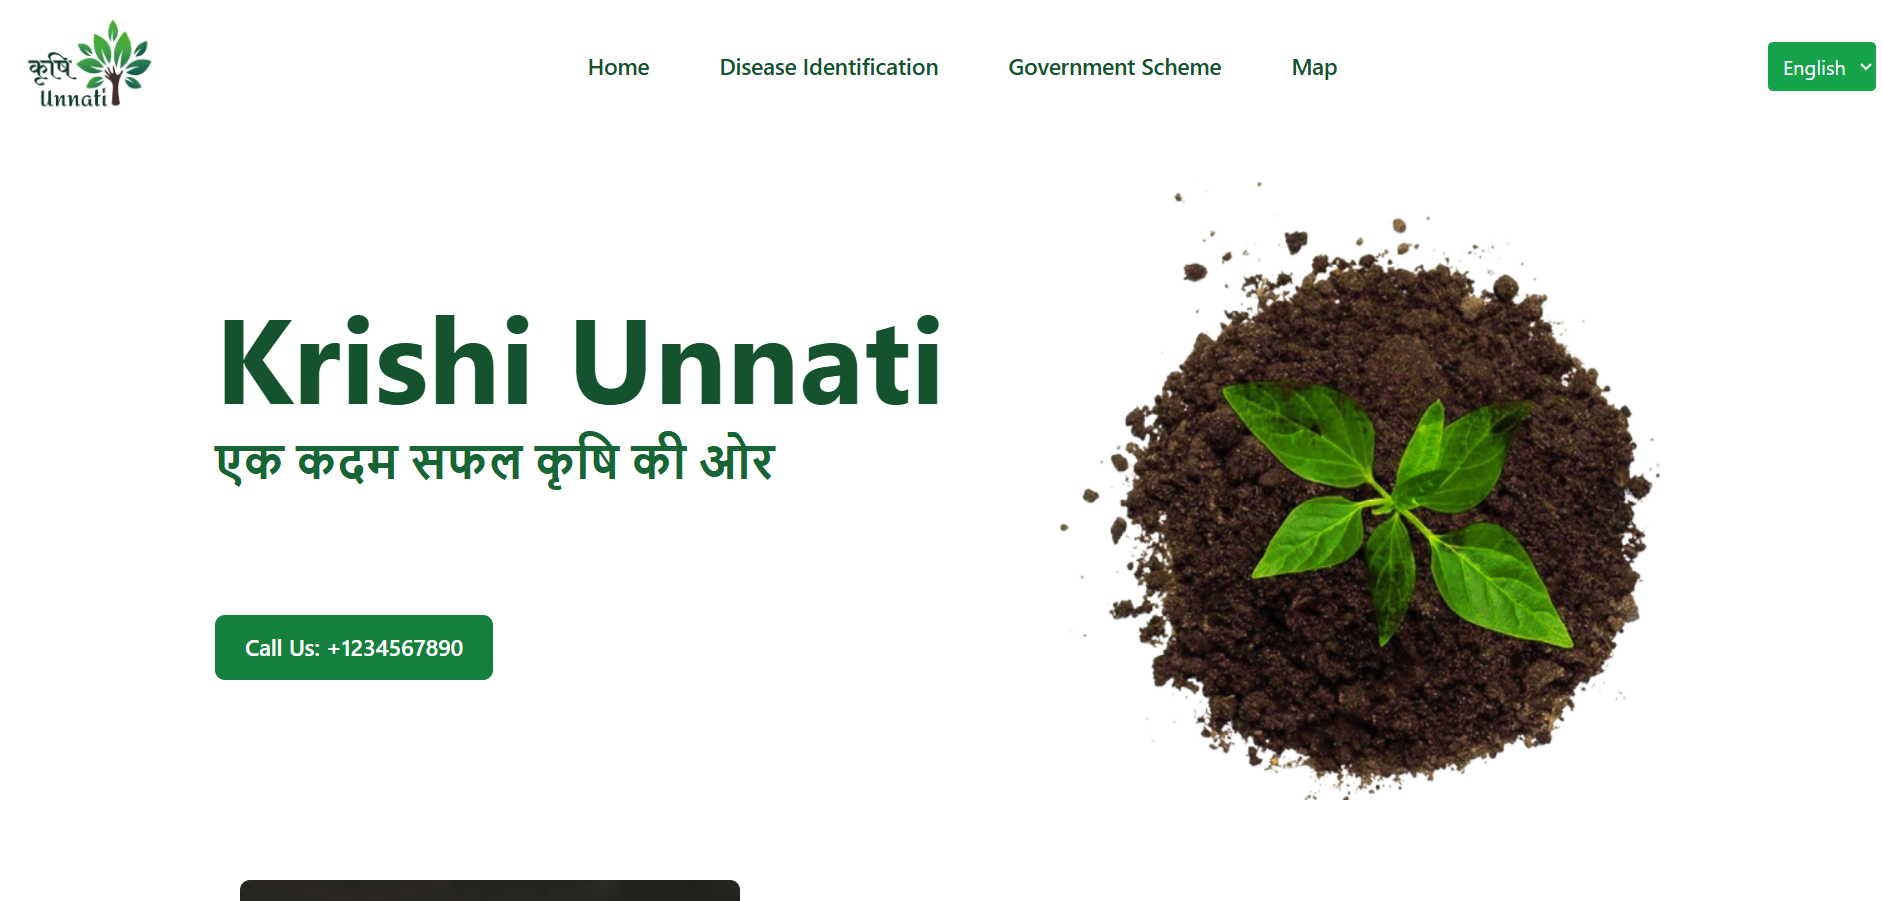 कृषि
Unnati
Home
Disease Identification
Government Scheme
Map
English
Krishi Unnati
एक कदम सफल कृषि की ओर
Call Us: +1234567890